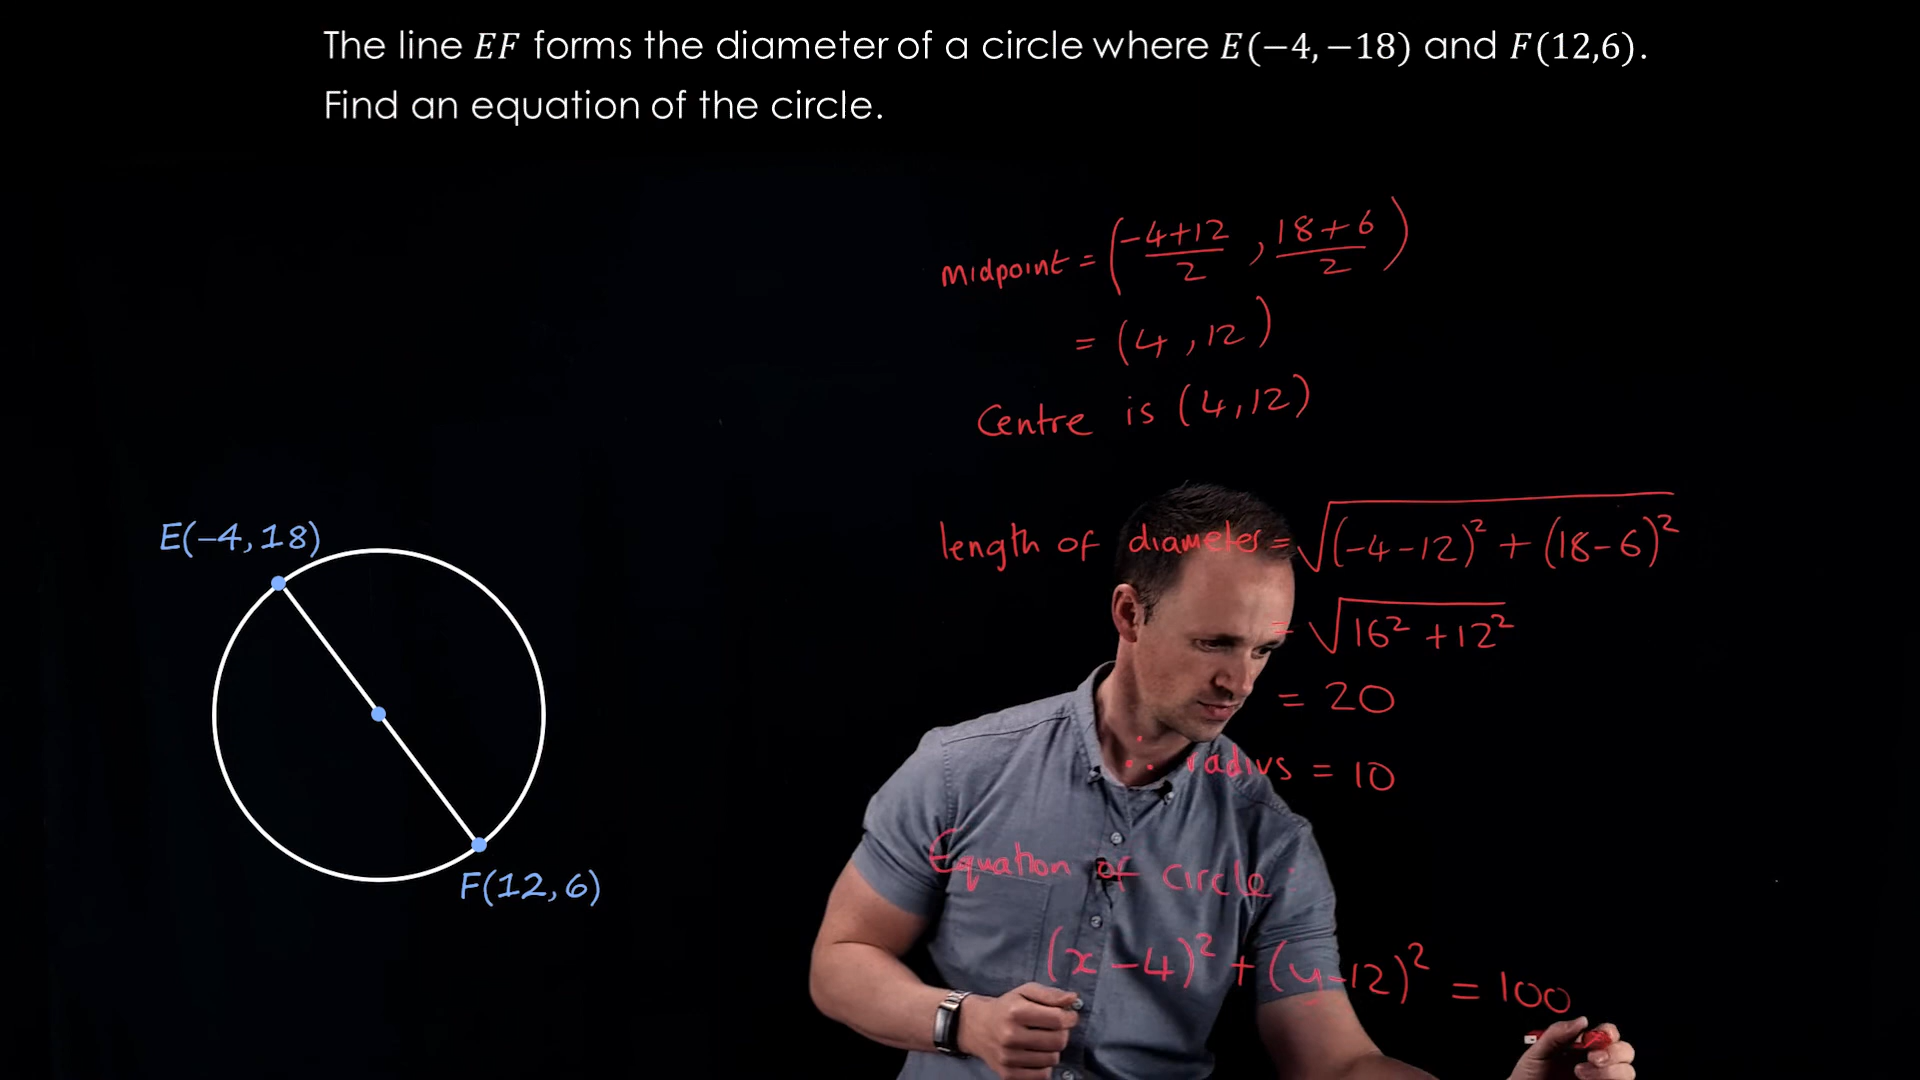 The line EF forms the diameter of a circle where E(−4,−18) and F(12,6).
Find an equation of the circle.
midpoint = (-4+12/2 , 18+6/2)
= (4 , 12)
Centre is (4,12)
E(-4,18)
F(12,6)
length of diameter = √((-4-12)² + (18-6)²)
= √(16² + 12²)
= 20
∴ radius = 10
Equation of circle:
(x-4)² + (y-12)² = 100